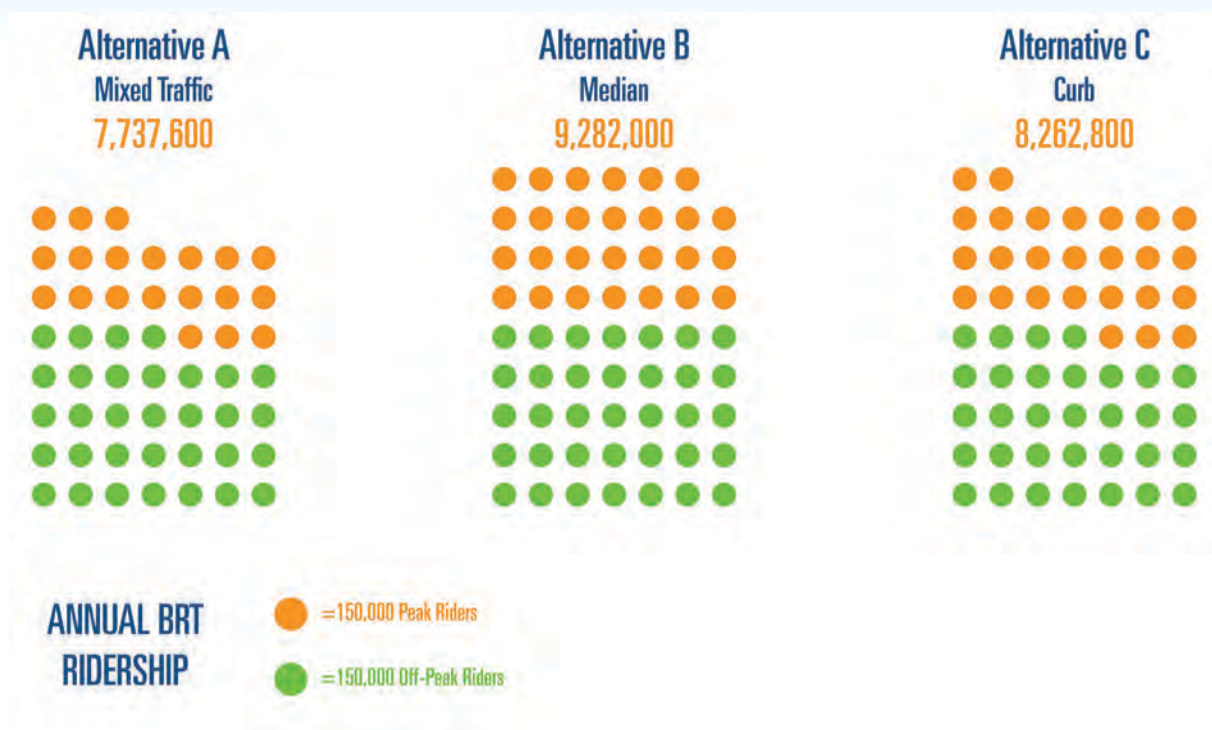 Alternative A
Mixed Traffic
7,737,600
Alternative B
Median
9,282,000
Alternative C
Curb
8,262,800
ANNUAL BRT
RIDERSHIP
=150,000 Peak Riders
=150,000 Off-Peak Riders